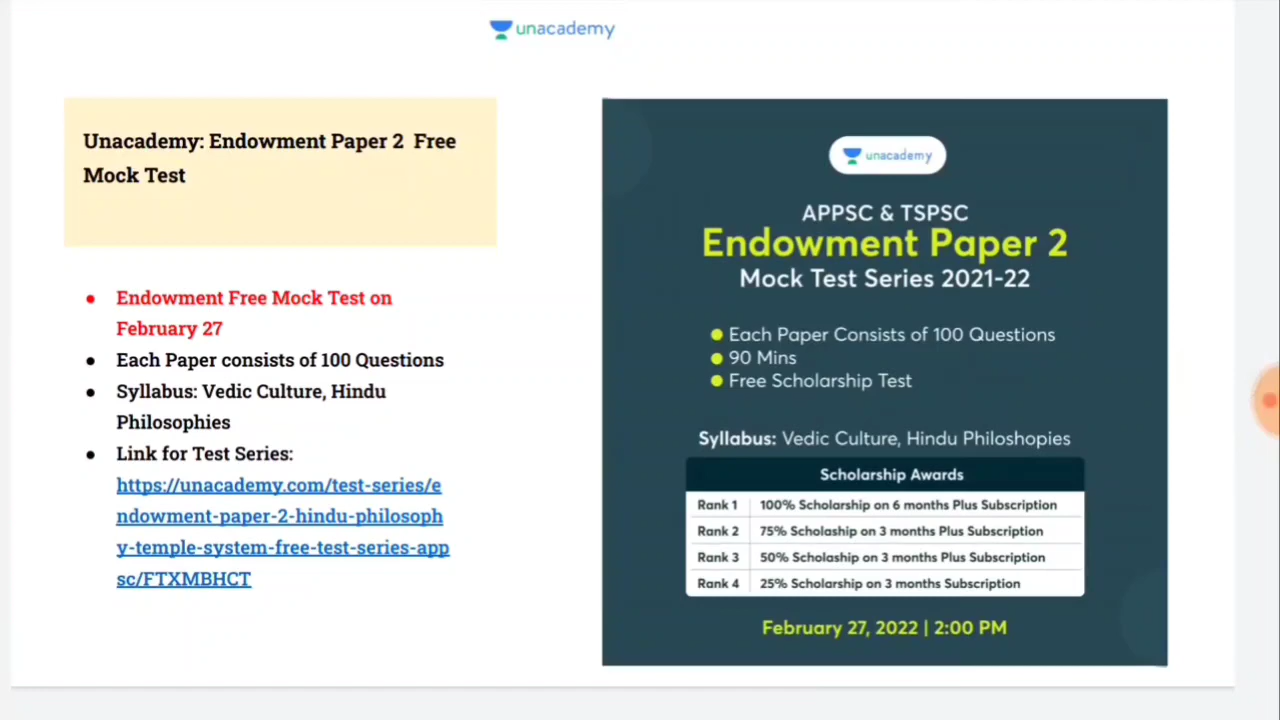 unacademy
Unacademy: Endowment Paper 2 Free
Mock Test
Endowment Free Mock Test on
February 27
Each Paper consists of 100 Questions
Syllabus: Vedic Culture, Hindu
Philosophies
Link for Test Series:
https://unacademy.com/test-series/e
ndowment-paper-2-hindu-philosoph
y-temple-system-free-test-series-app
sc/FTXMBHCT
unacademy
APPSC & TSPSC
Endowment Paper 2
Mock Test Series 2021-22
Each Paper Consists of 100 Questions
90 Mins
Free Scholarship Test
Syllabus: Vedic Culture, Hindu Philoshopies
Scholarship Awards
Rank 1 100% Scholarship on 6 months Plus Subscription
Rank 2 75% Scholaship on 3 months Plus Subscription
Rank 3 50% Scholaship on 3 months Plus Subscription
Rank 4 25% Scholarship on 3 months Subscription
February 27, 2022 | 2:00 PM